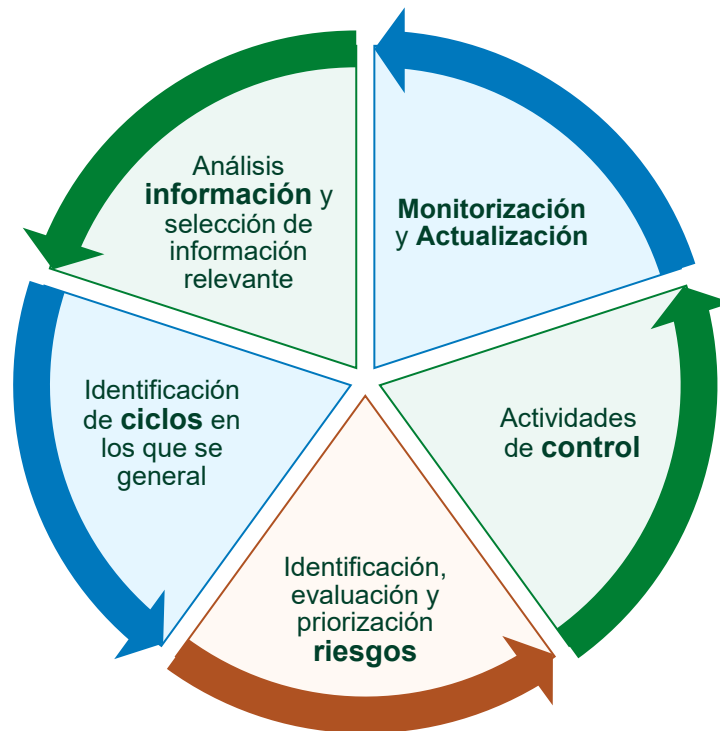 Análisis
información y
selección de
información
relevante
Monitorización
y Actualización
Identificación
de ciclos en
los que se
general
Actividades
de control
Identificación,
evaluación y
priorización
riesgos